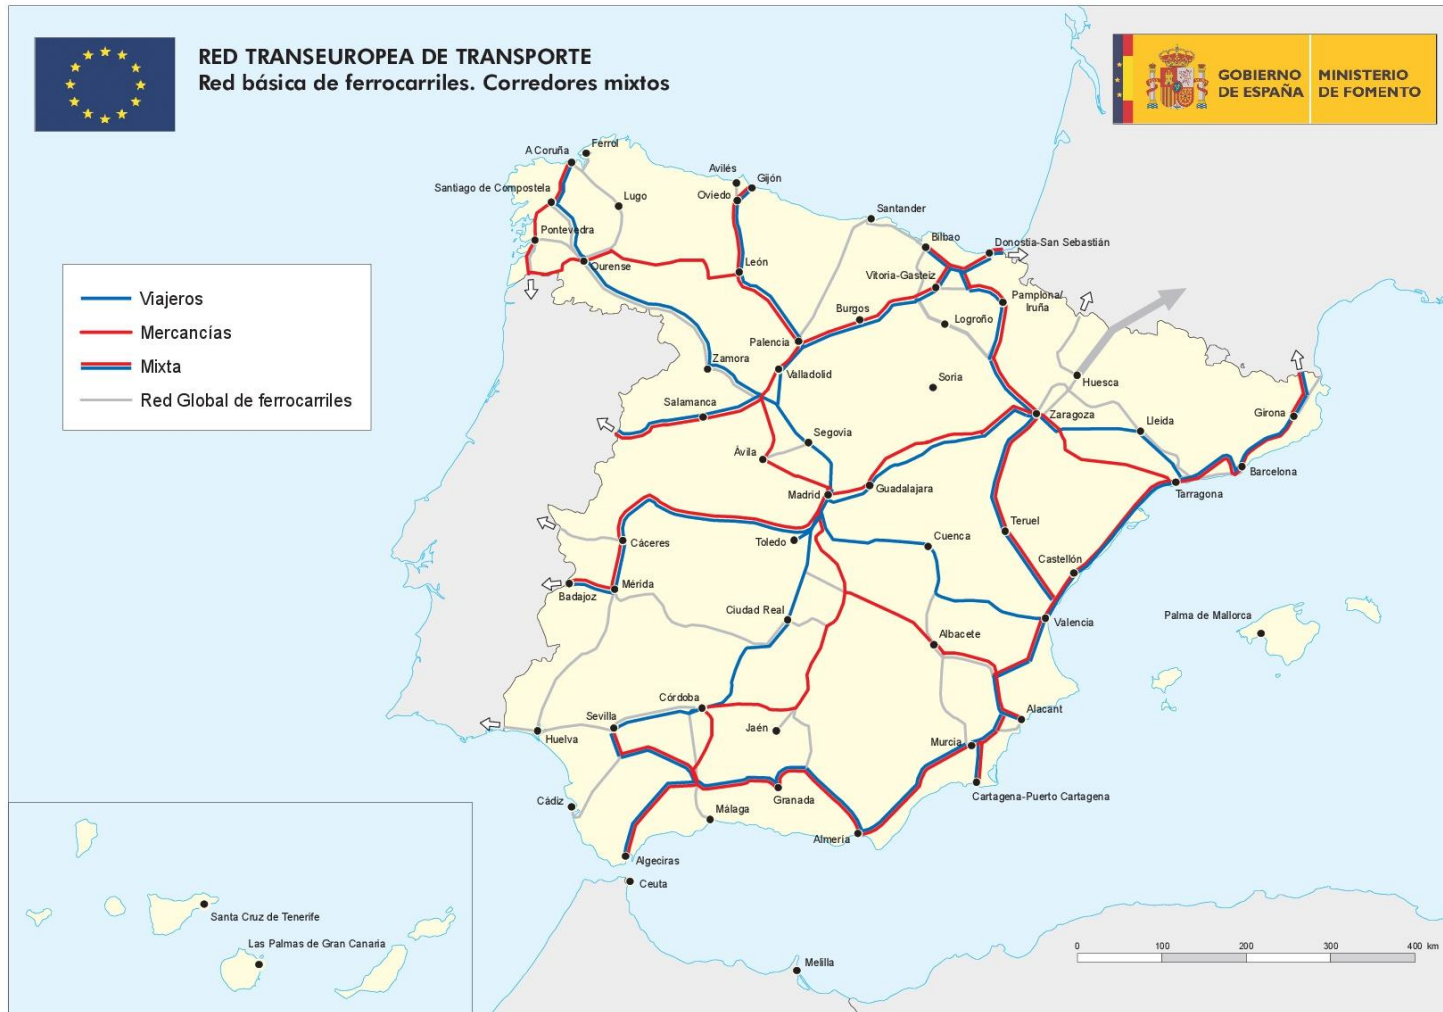 RED TRANSEUROPEA DE TRANSPORTE
Red básica de ferrocarriles. Corredores mixtos
GOBIERNO
DE ESPAÑA
MINISTERIO
DE FOMENTO
Viajeros
Mercancías
Mixta
Red Global de ferrocarriles
A Coruña
Ferrol
Santiago de Compostela
Lugo
Pontevedra
Ourense
Avilés
Gijón
Oviedo
León
Santander
Bilbao
Donostia-San Sebastián
Vitoria-Gasteiz
Pamplona/
Iruña
Burgos
Logroño
Palencia
Valladolid
Zamora
Soria
Huesca
Salamanca
Segovia
Zaragoza
Lleida
Girona
Ávila
Barcelona
Madrid
Guadalajara
Tarragona
Teruel
Toledo
Cuenca
Cáceres
Castellón
Mérida
Badajoz
Ciudad Real
Valencia
Palma de Mallorca
Albacete
Córdoba
Sevilla
Jaén
Alacant
Huelva
Murcia
Cartagena-Puerto Cartagena
Granada
Cádiz
Málaga
Almería
Algeciras
Ceuta
Melilla
Santa Cruz de Tenerife
Las Palmas de Gran Canaria
0 100 200 300 400 km